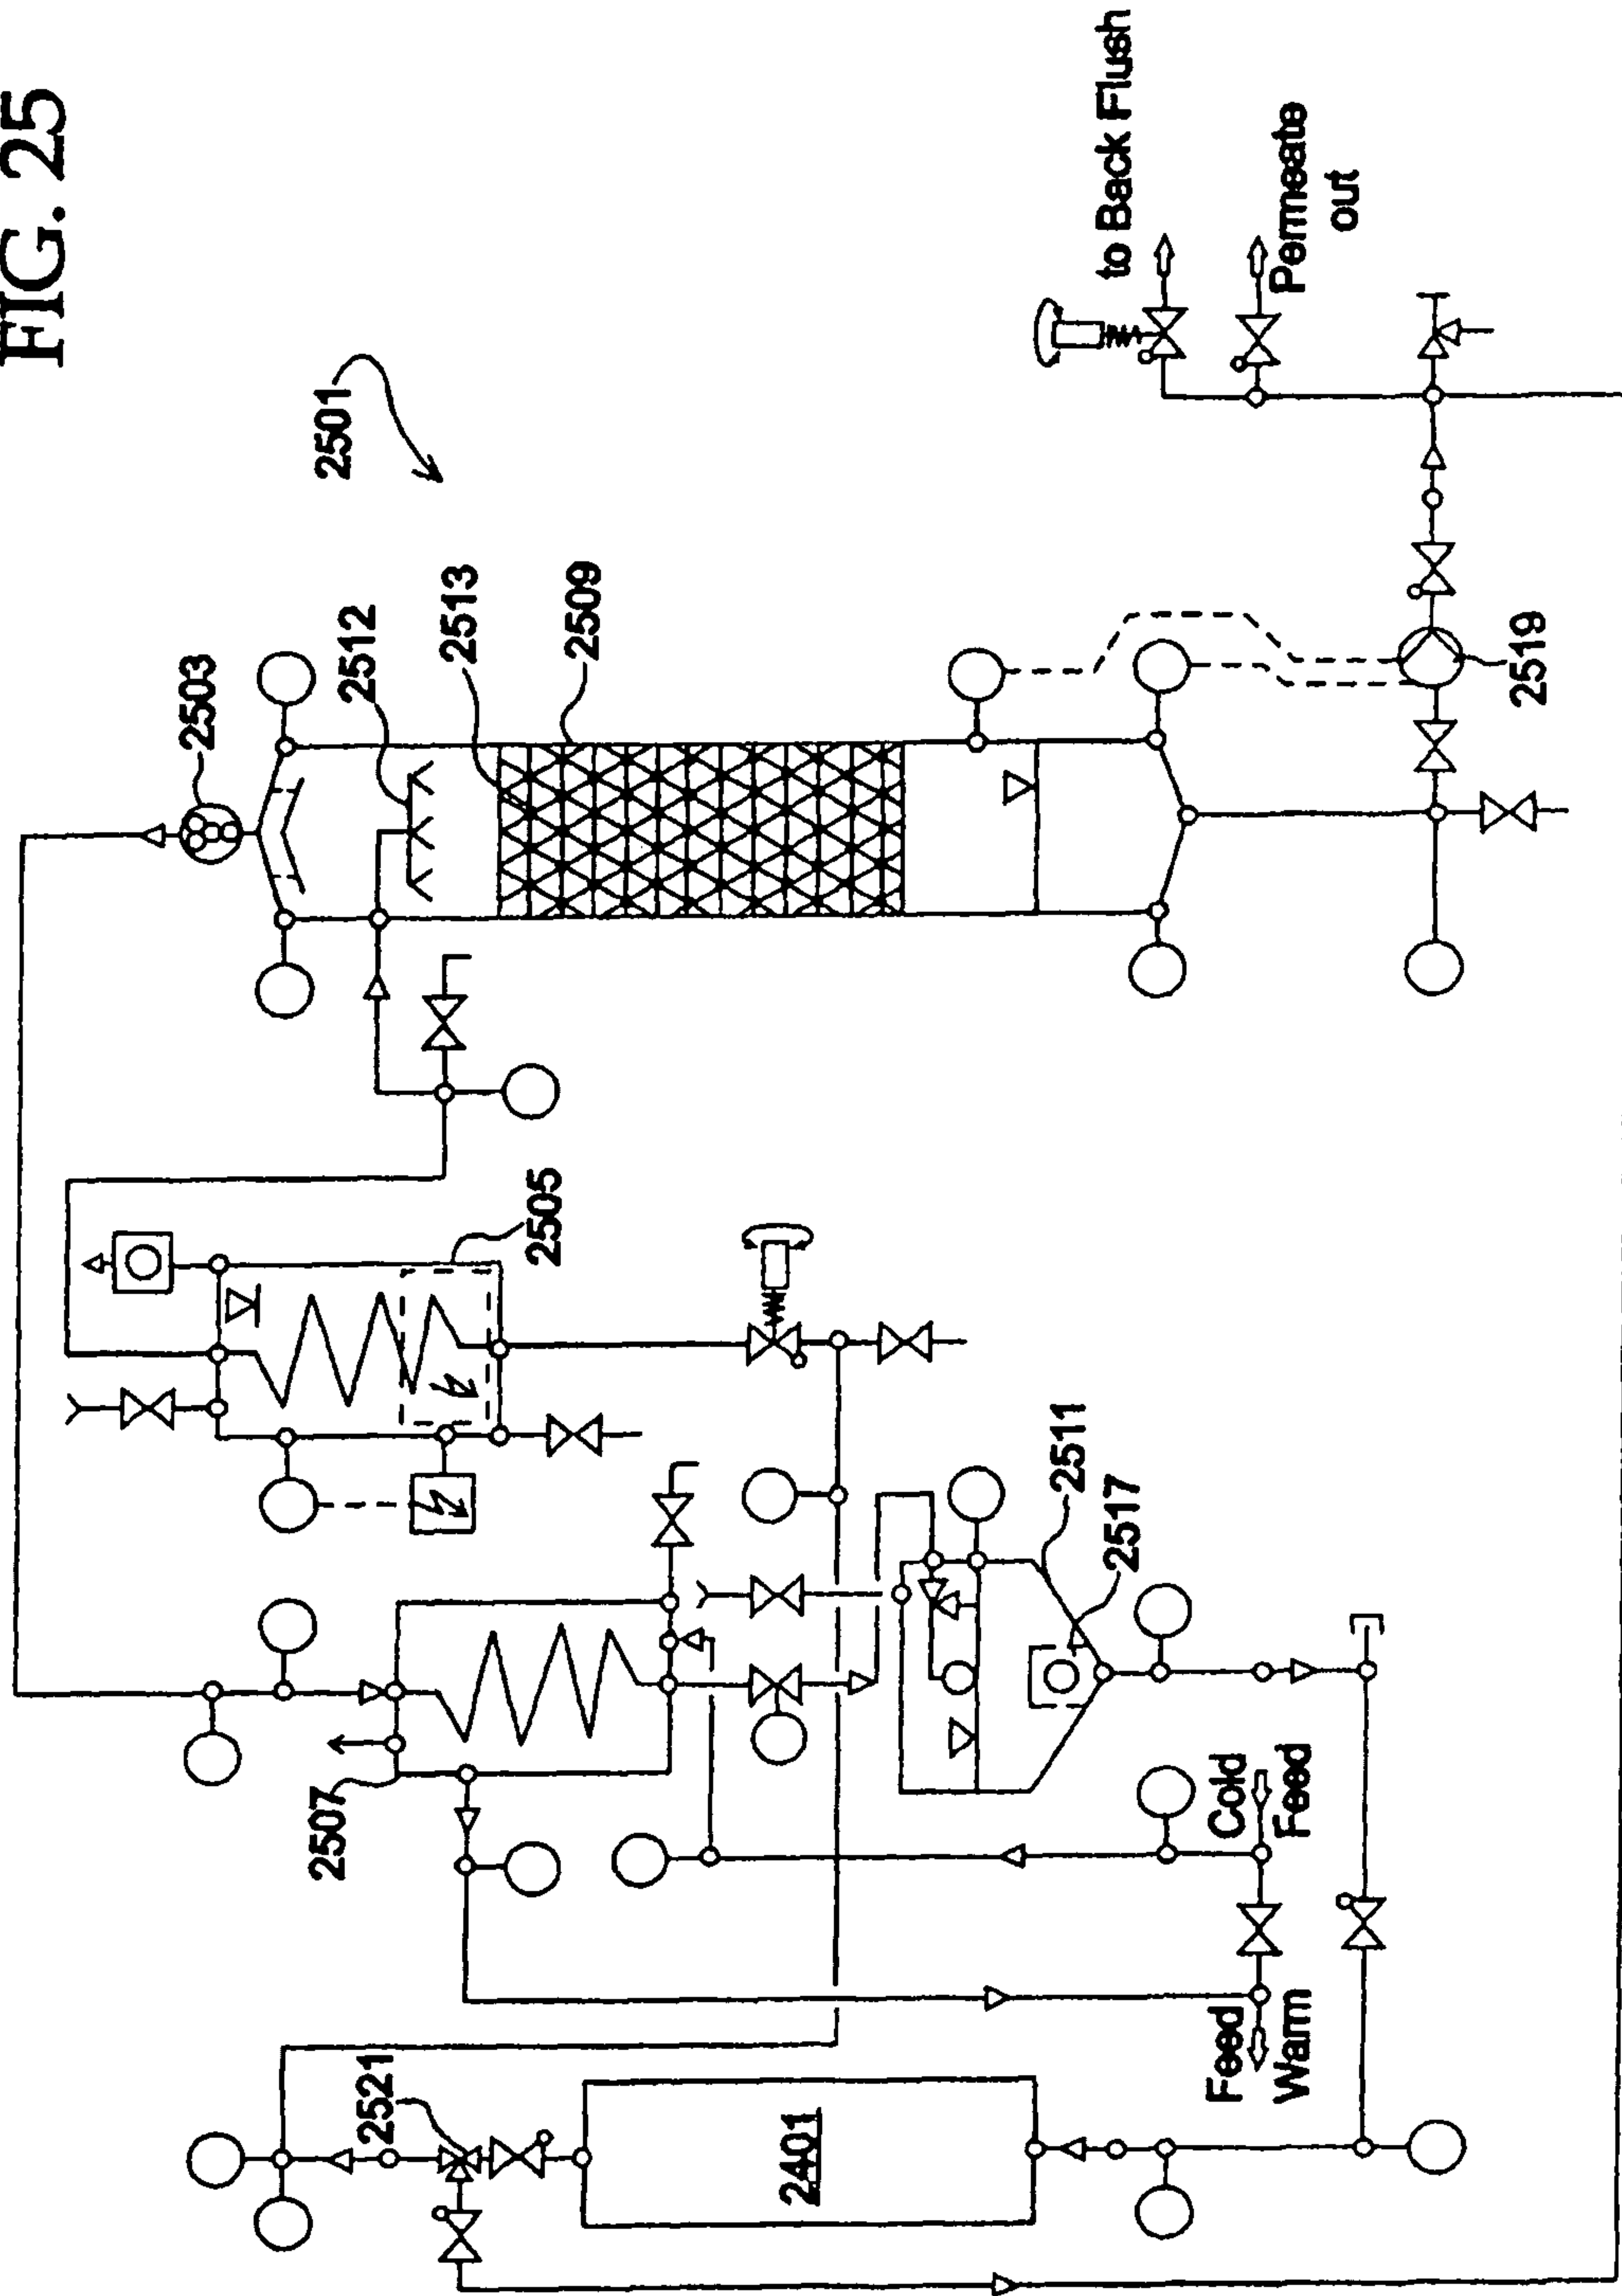 FIG. 25
2503
2507
2501
2512
2521
2513
2505
2509
2401
2511
to Back Flush
2517
Feed
Warm
Cold
Feed
Permeate
out
2519